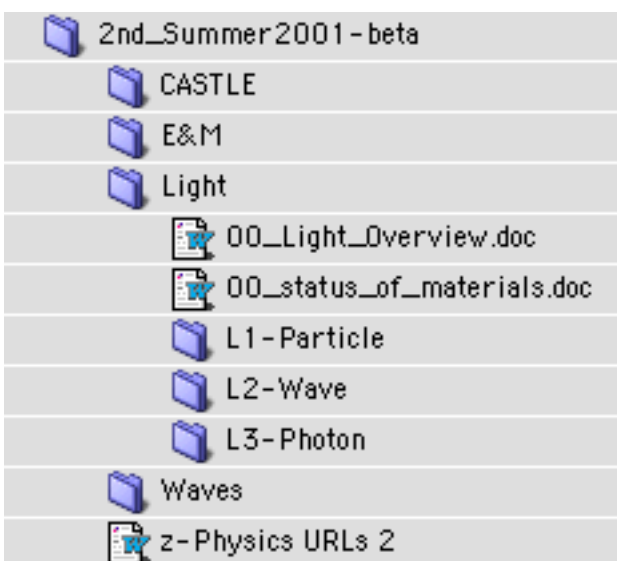 2nd_Summer2001-beta
CASTLE
E&M
Light
00_Light_Overview.doc
00_status_of_materials.doc
L1-Particle
L2-Wave
L3-Photon
Waves
z-Physics URLs 2